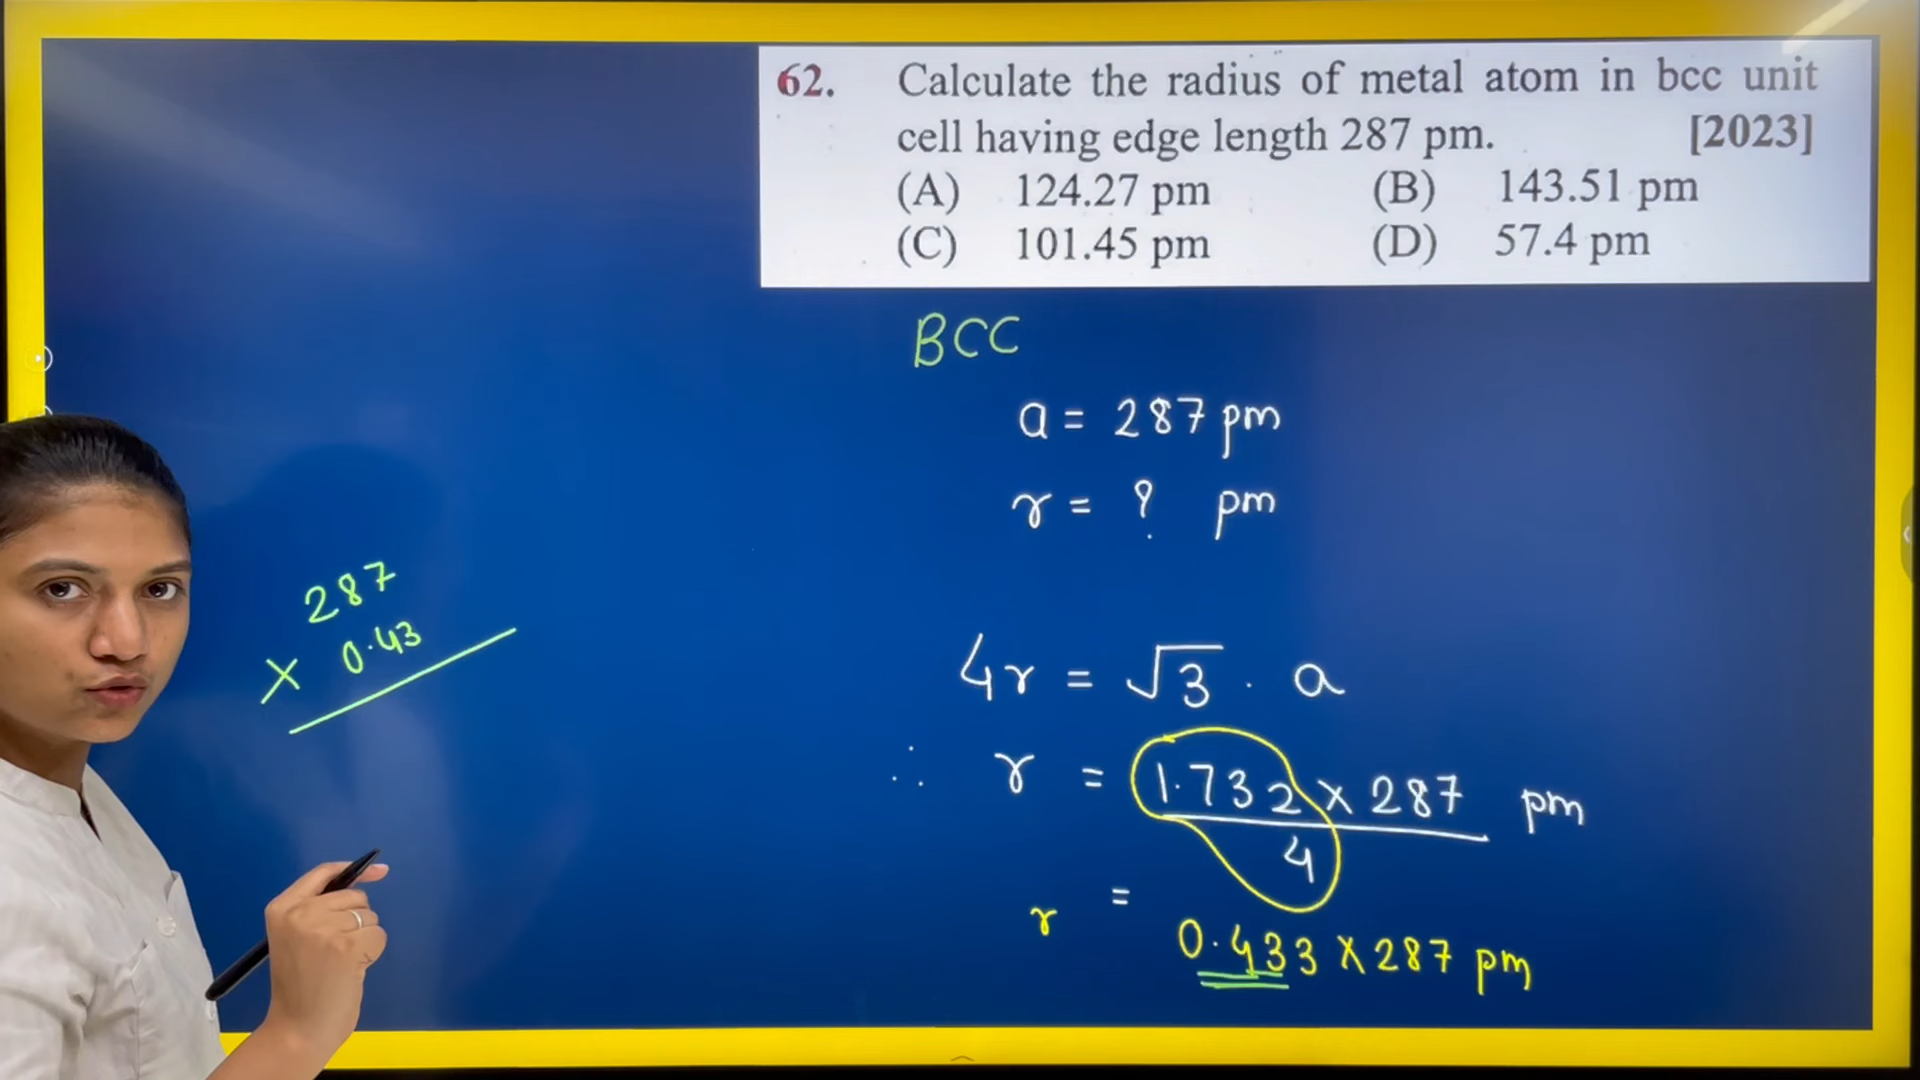 62. Calculate the radius of metal atom in bcc unit
cell having edge length 287 pm. [2023]
(A) 124.27 pm (B) 143.51 pm
(C) 101.45 pm (D) 57.4 pm
BCC
a = 287 pm
r = ? pm
287
× 0.43
4r = √3 . a
∴ r = 1.732 × 287 pm
4
r = 0.433 × 287 pm